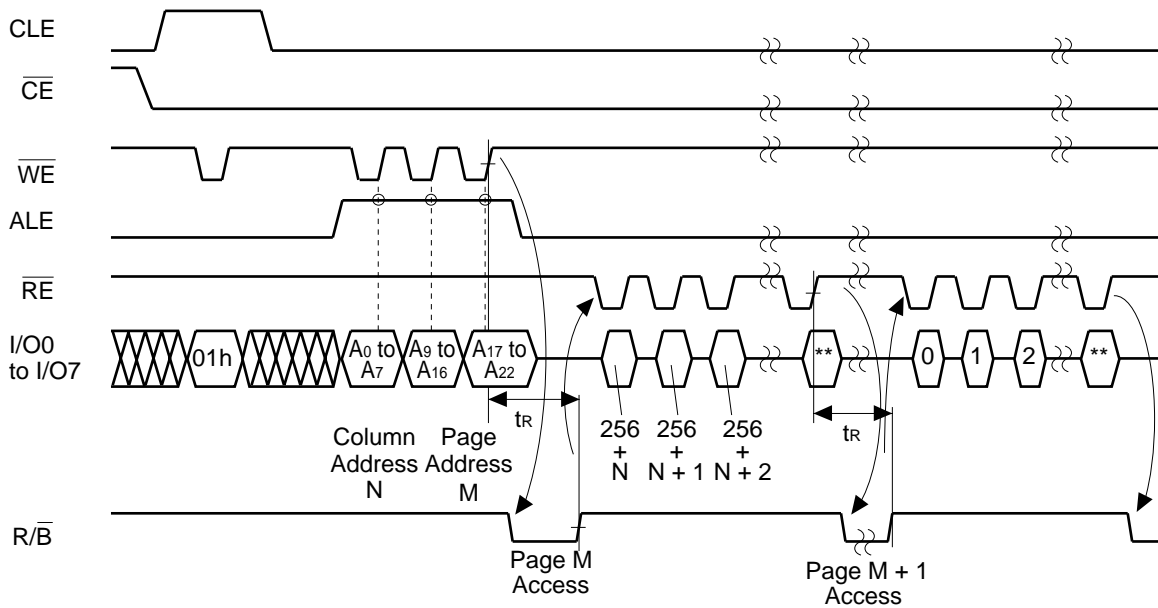 CLE
CE
WE
ALE
RE
I/O0
to I/O7
01h
A0 to
A7
A9 to
A16
A17 to
A22
**
0
1
2
**
tR
tR
Column
Address
N
Page
Address
M
256
+
N
256
+
N + 1
256
+
N + 2
R/B
Page M
Access
Page M + 1
Access